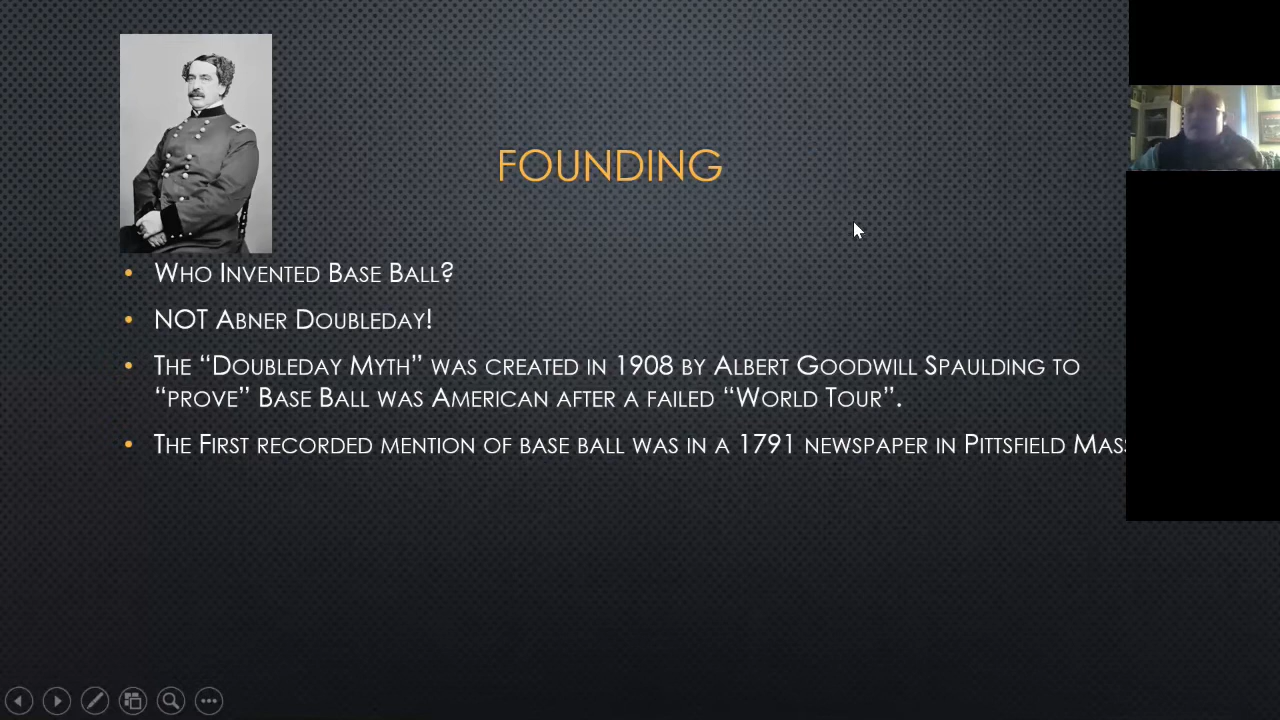 FOUNDING
• WHO INVENTED BASE BALL?
• NOT ABNER DOUBLEDAY!
• THE “DOUBLEDAY MYTH” WAS CREATED IN 1908 BY ALBERT GOODWILL SPAULDING TO
“PROVE” BASE BALL WAS AMERICAN AFTER A FAILED “WORLD TOUR”.
• THE FIRST RECORDED MENTION OF BASE BALL WAS IN A 1791 NEWSPAPER IN PITTSFIELD MASS